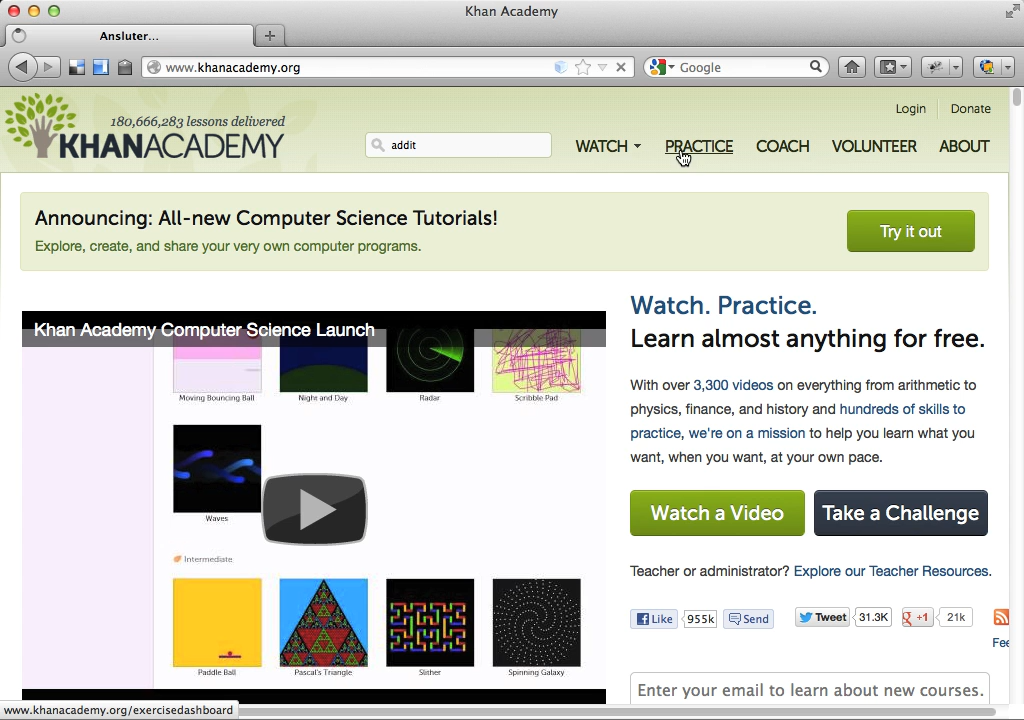 Khan Academy
Ansluter...
www.khanacademy.org
Google
Login
Donate
180,666,283 lessons delivered
KHANACADEMY
addit
WATCH
PRACTICE
COACH
VOLUNTEER
ABOUT
Announcing: All-new Computer Science Tutorials!
Explore, create, and share your very own computer programs.
Try it out
Khan Academy Computer Science Launch
Moving Bouncing Ball
Night and Day
Radar
Scribble Pad
Waves
Intermediate
Paddle Ball
Pascal's Triangle
Slither
Spinning Galaxy
Watch. Practice.
Learn almost anything for free.
With over 3,300 videos on everything from arithmetic to
physics, finance, and history and hundreds of skills to
practice, we're on a mission to help you learn what you
want, when you want, at your own pace.
Watch a Video
Take a Challenge
Teacher or administrator? Explore our Teacher Resources.
Like
955k
Send
Tweet
31.3K
g +1
21k
Fee
Enter your email to learn about new courses.
www.khanacademy.org/exercisedashboard